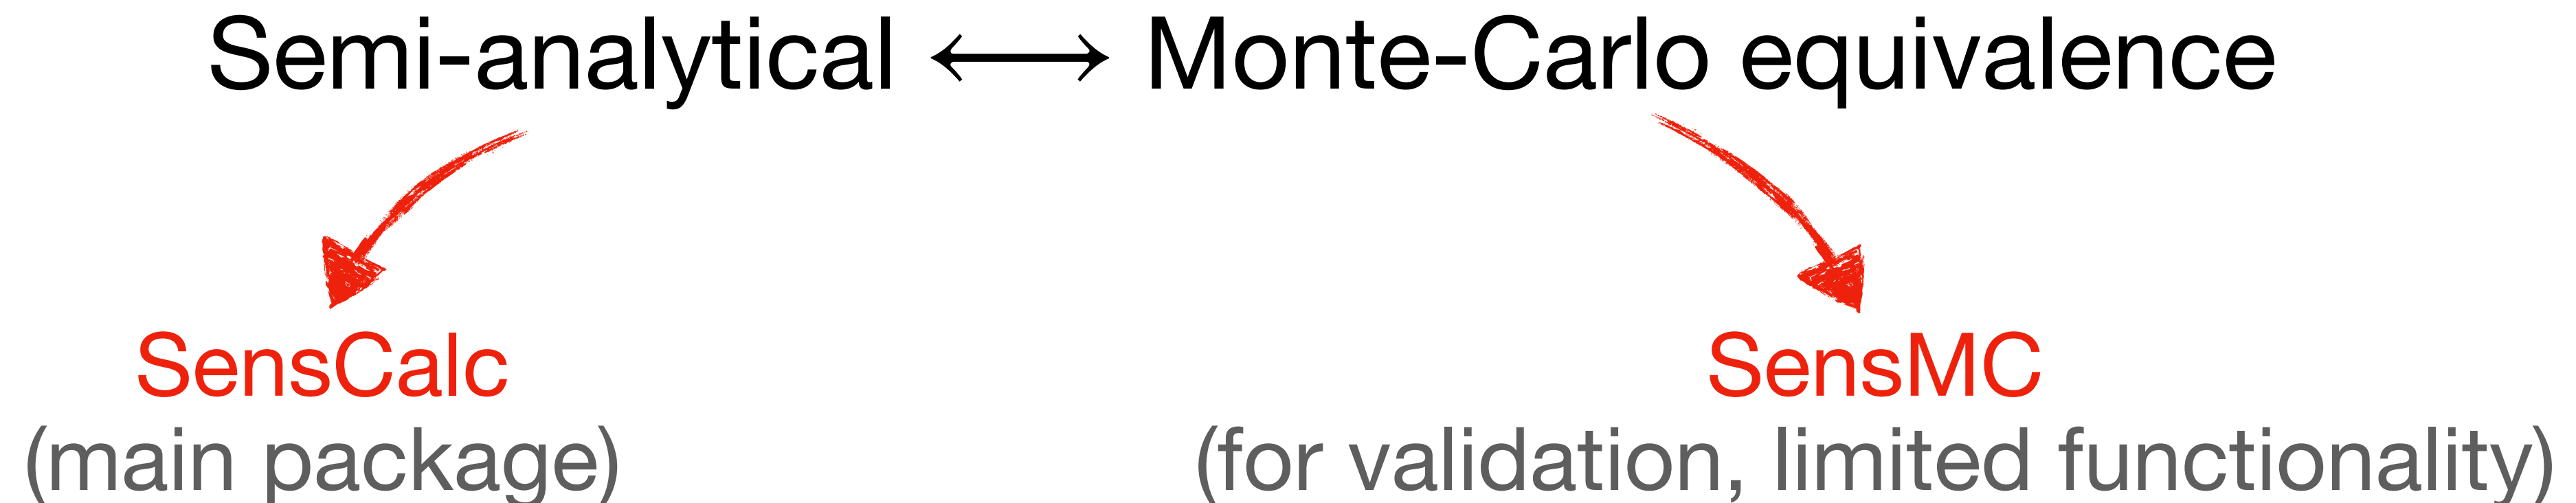 Semi-analytical ⟷ Monte-Carlo equivalence
SensCalc
SensMC
(main package)
(for validation, limited functionality)